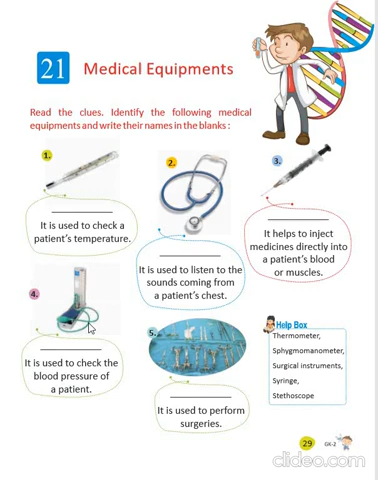 21 Medical Equipments
Read the clues. Identify the following medical
equipments and write their names in the blanks :
1.
It is used to check a
patient's temperature.
2.
It is used to listen to the
sounds coming from
a patient's chest.
3.
It helps to inject
medicines directly into
a patient's blood
or muscles.
4.
It is used to check the
blood pressure of
a patient.
5.
It is used to perform
surgeries.
Help Box
Thermometer,
Sphygmomanometer,
Surgical instruments,
Syringe,
Stethoscope
29 GK-2
clideo.com